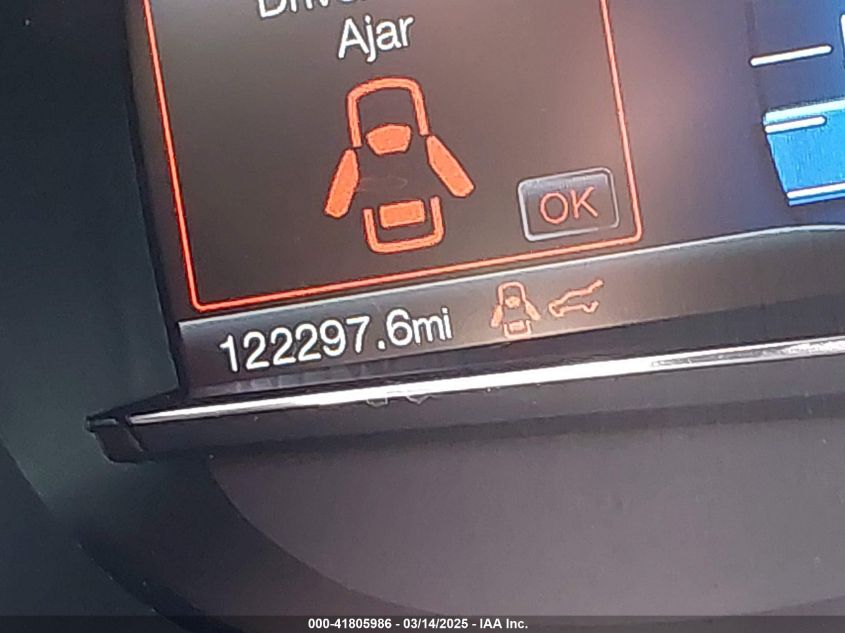 Ajar
OK
122297.6mi
000-41805986 - 03/14/2025 - IAA Inc.